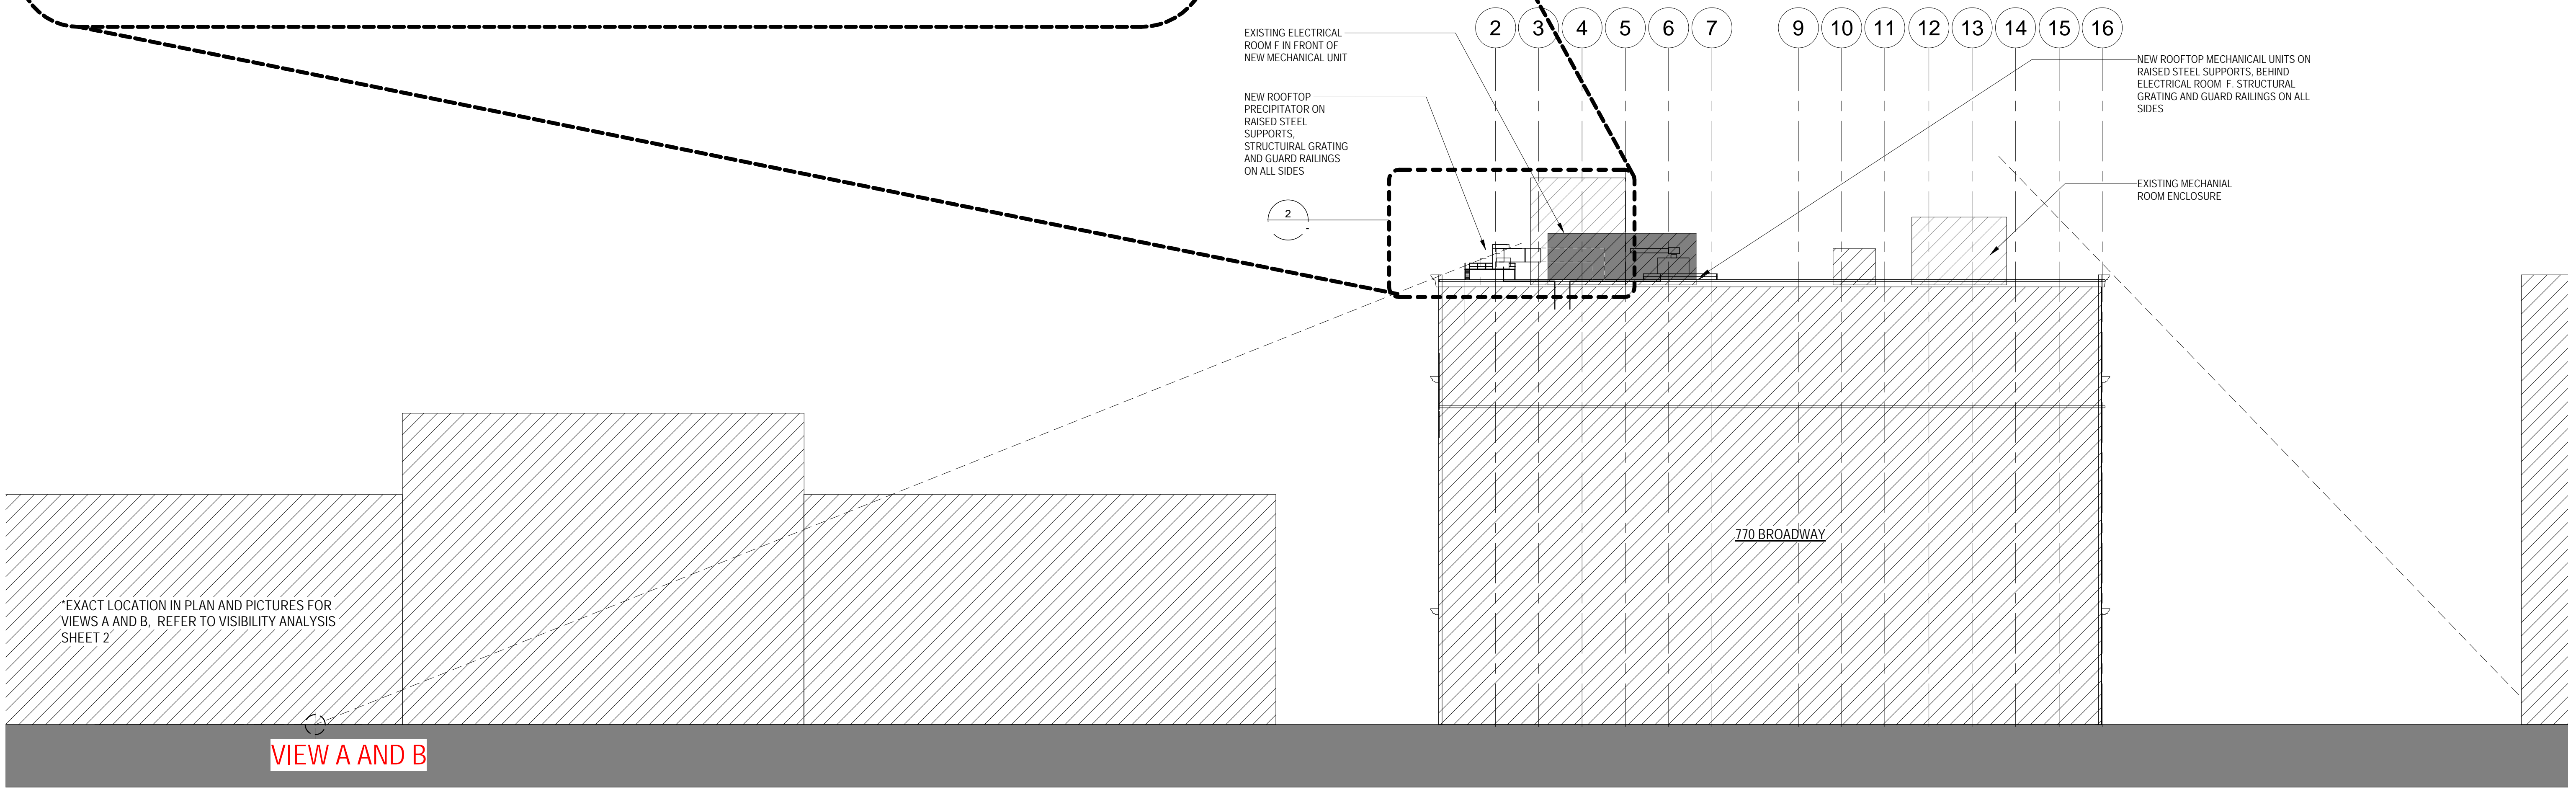 2 3 4 5 6 7 9 10 11 12 13 14 15 16
EXISTING ELECTRICAL
ROOM F IN FRONT OF
NEW MECHANICAL UNIT
NEW ROOFTOP
PRECIPITATOR ON
RAISED STEEL
SUPPORTS,
STRUCTUIRAL GRATING
AND GUARD RAILINGS
ON ALL SIDES
NEW ROOFTOP MECHANICAIL UNITS ON
RAISED STEEL SUPPORTS, BEHIND
ELECTRICAL ROOM F. STRUCTURAL
GRATING AND GUARD RAILINGS ON ALL
SIDES
EXISTING MECHANIAL
ROOM ENCLOSURE
2
-
770 BROADWAY
*EXACT LOCATION IN PLAN AND PICTURES FOR
VIEWS A AND B, REFER TO VISIBILITY ANALYSIS
SHEET 2
VIEW A AND B